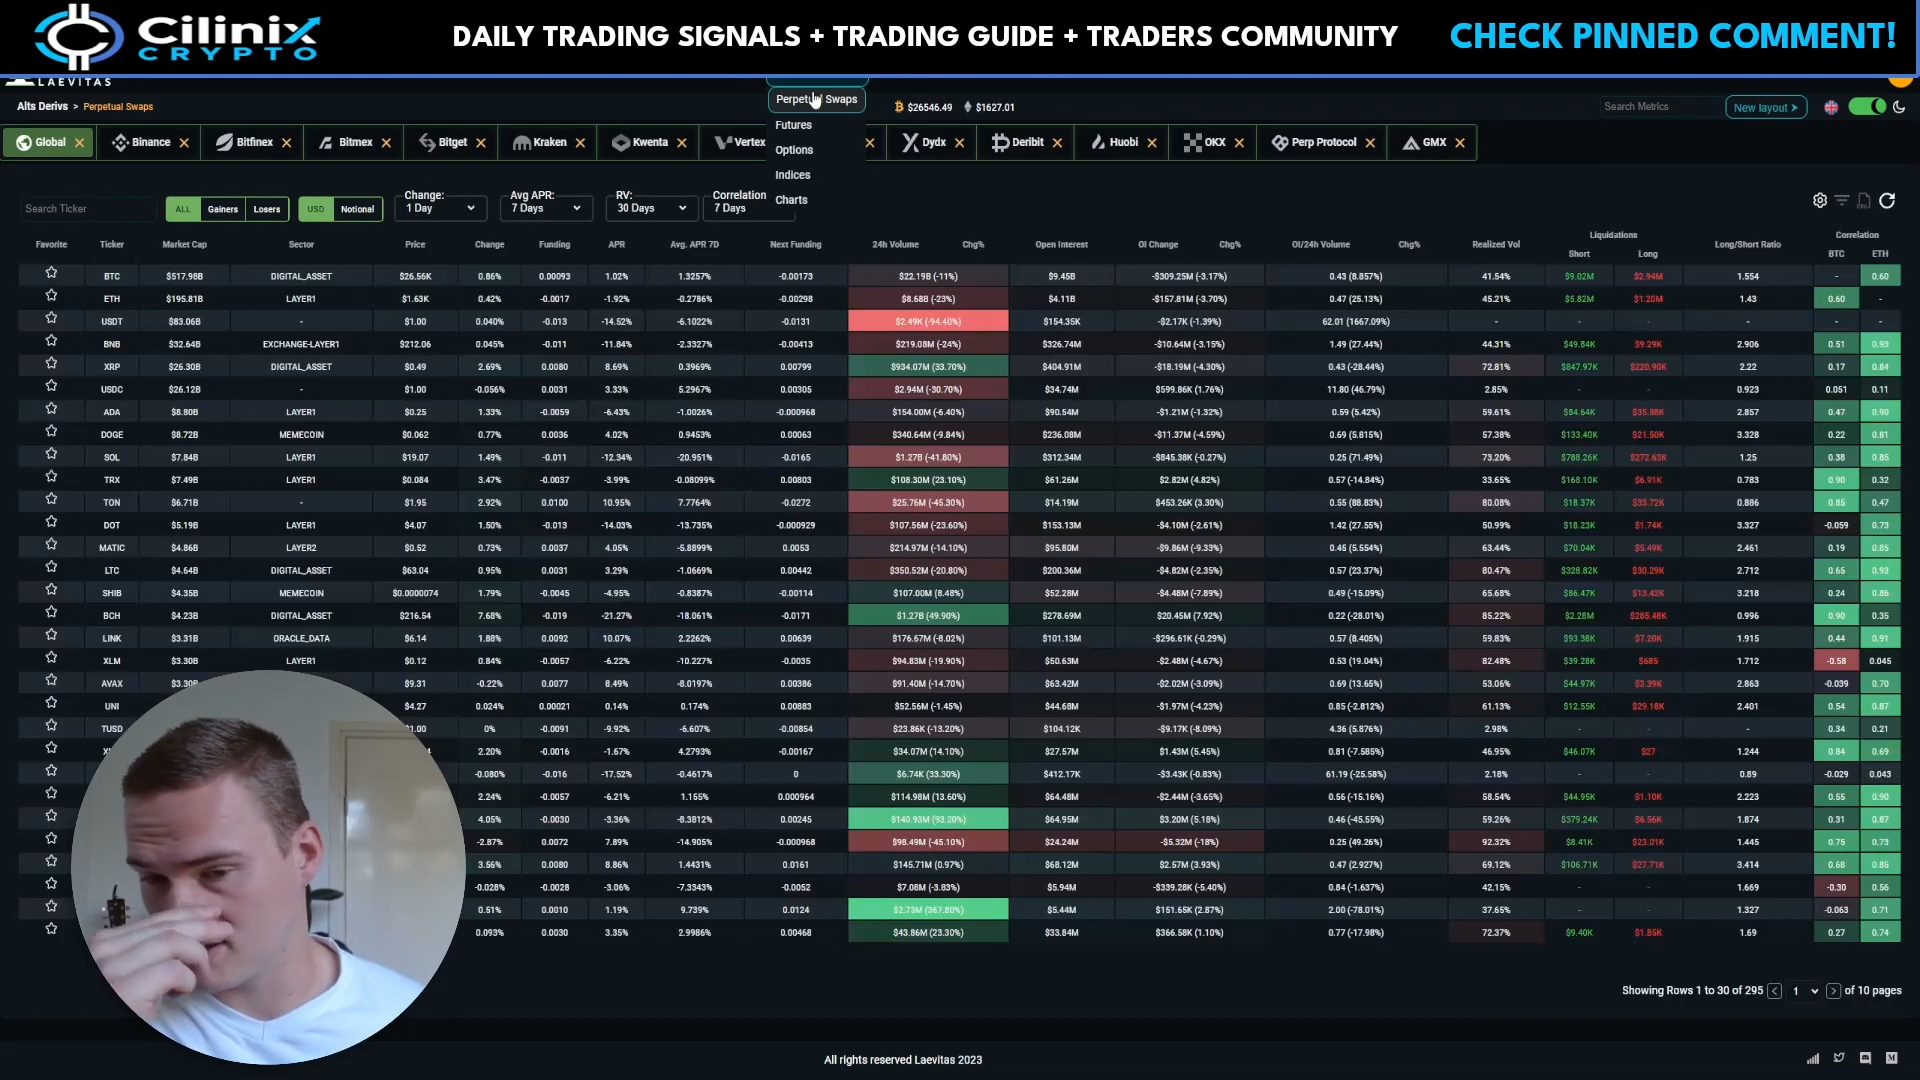 Cilinix
CRYPTO
DAILY TRADING SIGNALS + TRADING GUIDE + TRADERS COMMUNITY
CHECK PINNED COMMENT!
LAEVITAS
Alts Derivs > Perpetual Swaps
Perpetual Swaps
$26546.49 $1627.01
Search Metrics
New layout >
Global Binance Bitfinex Bitmex Bitget Kraken Kwenta Vertex Dydx Deribit Huobi OKX Perp Protocol GMX
Futures
Options
Indices
Charts
Search Ticker
ALL Gainers Losers
USD Notional
Change: 1 Day
Avg APR: 7 Days
RV: 30 Days
Correlation 7 Days
Favorite Ticker Market Cap Sector Price Change Funding APR Avg. APR 7D Next Funding 24h Volume Chg% Open Interest OI Change Chg% OI/24h Volume Chg% Realized Vol Liquidations Short Long Long/Short Ratio Correlation BTC ETH
BTC $517.98B DIGITAL_ASSET $26.56K 0.86% 0.00093 1.02% 1.3257% -0.00173 $22.19B (-11%) $9.45B -$309.25M (-3.17%) 0.43 (8.857%) 41.54% $9.02M $2.94M 1.554 - 0.60
ETH $195.81B LAYER1 $1.63K 0.42% -0.0017 -1.92% -0.2786% -0.00298 $8.68B (-23%) $4.11B -$157.81M (-3.70%) 0.47 (25.13%) 45.21% $5.82M $1.20M 1.43 0.60 -
USDT $83.06B - $1.00 0.040% -0.013 -14.52% -6.1022% -0.0131 $2.49K (-94.40%) $154.35K -$2.17K (-1.39%) 62.01 (1667.09%) - - - - - -
BNB $32.64B EXCHANGE-LAYER1 $212.06 0.045% -0.011 -11.84% -2.3327% -0.00413 $219.08M (-24%) $326.74M -$10.64M (-3.15%) 1.49 (27.44%) 44.31% $49.84K $9.29K 2.906 0.51 0.93
XRP $26.30B DIGITAL_ASSET $0.49 2.69% 0.0080 8.69% 0.3969% 0.00799 $934.07M (33.70%) $404.91M -$18.19M (-4.30%) 0.43 (-28.44%) 72.81% $847.97K $220.90K 2.22 0.17 0.84
USDC $26.12B - $1.00 -0.056% 0.0031 3.33% 5.2967% 0.00305 $2.94M (-30.70%) $34.74M $599.86K (1.76%) 11.80 (46.79%) 2.85% - - 0.923 0.051 0.11
ADA $8.80B LAYER1 $0.25 1.33% -0.0059 -6.43% -1.0026% -0.000968 $154.00M (-6.40%) $90.54M -$1.21M (-1.32%) 0.59 (5.42%) 59.61% $84.64K $35.88K 2.857 0.47 0.90
DOGE $8.72B MEMECOIN $0.062 0.77% 0.0036 4.02% 0.9453% 0.00063 $340.64M (-9.84%) $236.08M -$11.37M (-4.59%) 0.69 (5.815%) 57.38% $133.40K $21.50K 3.328 0.22 0.81
SOL $7.84B LAYER1 $19.07 1.49% -0.011 -12.34% -20.951% -0.0165 $1.27B (-41.80%) $312.34M -$845.38K (-0.27%) 0.25 (71.49%) 73.20% $788.26K $272.63K 1.25 0.38 0.85
TRX $7.49B LAYER1 $0.084 3.47% -0.0037 -3.99% -0.08099% 0.00803 $108.30M (23.10%) $61.26M $2.82M (4.82%) 0.57 (-14.84%) 33.65% $168.10K $6.91K 0.783 0.90 0.32
TON $6.71B - $1.95 2.92% 0.0100 10.95% 7.7764% -0.0272 $25.76M (-45.30%) $14.19M $453.26K (3.30%) 0.55 (88.83%) 80.08% $18.37K $33.72K 0.886 0.85 0.47
DOT $5.19B LAYER1 $4.07 1.50% -0.013 -14.03% -13.735% -0.000929 $107.56M (-23.60%) $153.13M -$4.10M (-2.61%) 1.42 (27.55%) 50.99% $18.23K $1.74K 3.327 -0.059 0.73
MATIC $4.86B LAYER2 $0.52 0.73% 0.0037 4.05% -5.8899% 0.0053 $214.97M (-14.10%) $95.80M -$9.86M (-9.33%) 0.45 (5.554%) 63.44% $70.04K $5.49K 2.461 0.19 0.85
LTC $4.64B DIGITAL_ASSET $63.04 0.95% 0.0031 3.29% -1.0669% 0.00442 $350.52M (-20.80%) $200.36M -$4.82M (-2.35%) 0.57 (23.37%) 80.47% $328.82K $30.29K 2.712 0.65 0.93
SHIB $4.35B MEMECOIN $0.0000074 1.79% -0.0045 -4.95% -0.8387% -0.00114 $107.00M (8.48%) $52.28M -$4.48M (-7.89%) 0.49 (-15.09%) 65.68% $86.47K $13.42K 3.218 0.24 0.86
BCH $4.23B DIGITAL_ASSET $216.54 7.68% -0.019 -21.27% -18.061% -0.0171 $1.27B (49.90%) $278.69M $20.45M (7.92%) 0.22 (-28.01%) 85.22% $2.28M $285.48K 0.996 0.90 0.35
LINK $3.31B ORACLE_DATA $6.14 1.88% 0.0092 10.07% 2.2262% 0.00639 $176.67M (-8.02%) $101.13M -$296.61K (-0.29%) 0.57 (8.405%) 59.83% $93.38K $7.20K 1.915 0.44 0.91
XLM $3.30B LAYER1 $0.12 0.84% -0.0057 -6.22% -10.227% -0.0035 $94.83M (-19.90%) $50.63M -$2.48M (-4.67%) 0.53 (19.04%) 82.48% $39.28K $685 1.712 -0.58 0.045
AVAX $3.30B $9.31 -0.22% 0.0077 8.49% -8.0197% 0.00386 $91.40M (-14.70%) $63.42M -$2.02M (-3.09%) 0.69 (13.65%) 53.06% $44.97K $3.39K 2.863 -0.039 0.70
UNI $4.27 0.024% 0.00021 0.14% 0.174% 0.00883 $52.56M (-1.45%) $44.68M -$1.97M (-4.23%) 0.85 (-2.812%) 61.13% $12.55K $29.18K 2.401 0.54 0.87
TUSD 1.00 0% -0.0091 -9.92% -6.607% -0.00854 $23.86K (-13.20%) $104.12K -$9.17K (-8.09%) 4.36 (5.876%) 2.98% - - - 0.34 0.21
2.20% -0.0016 -1.67% 4.2793% -0.00167 $34.07M (14.10%) $27.57M $1.43M (5.45%) 0.81 (-7.585%) 46.95% $46.07K $27 1.244 0.84 0.69
-0.080% -0.016 -17.52% -0.4617% 0 $6.74K (33.30%) $412.17K -$3.43K (-0.83%) 61.19 (-25.58%) 2.18% - - 0.89 -0.029 0.043
2.24% -0.0057 -6.21% 1.155% 0.000964 $114.98M (13.60%) $64.48M -$2.44M (-3.65%) 0.56 (-15.16%) 58.54% $44.95K $1.10K 2.223 0.55 0.90
4.05% -0.0030 -3.36% -8.3812% 0.00245 $140.93M (93.20%) $64.95M $3.20M (5.18%) 0.46 (-45.55%) 59.26% $379.24K $6.56K 1.874 0.31 0.87
-2.87% 0.0072 7.89% -14.905% -0.000968 $98.49M (-45.10%) $24.24M -$5.32M (-18%) 0.25 (49.26%) 92.32% $8.41K $23.01K 1.445 0.75 0.73
3.56% 0.0080 8.86% 1.4431% 0.0161 $145.71M (0.97%) $68.12M $2.57M (3.93%) 0.47 (2.927%) 69.12% $106.71K $27.71K 3.414 0.68 0.85
-0.028% -0.0028 -3.06% -7.3343% -0.0052 $7.08M (-3.83%) $5.94M -$339.28K (-5.40%) 0.84 (-1.637%) 42.15% - - 1.669 -0.30 0.56
0.51% 0.0010 1.19% 9.739% 0.0124 $2.73M (367.80%) $5.44M $151.65K (2.87%) 2.00 (-78.01%) 37.65% - - 1.327 -0.063 0.71
0.093% 0.0030 3.35% 2.9986% 0.00468 $43.86M (23.30%) $33.84M $366.58K (1.10%) 0.77 (-17.98%) 72.37% $9.40K $1.85K 1.69 0.27 0.74
Showing Rows 1 to 30 of 295 < 1 > of 10 pages
All rights reserved Laevitas 2023